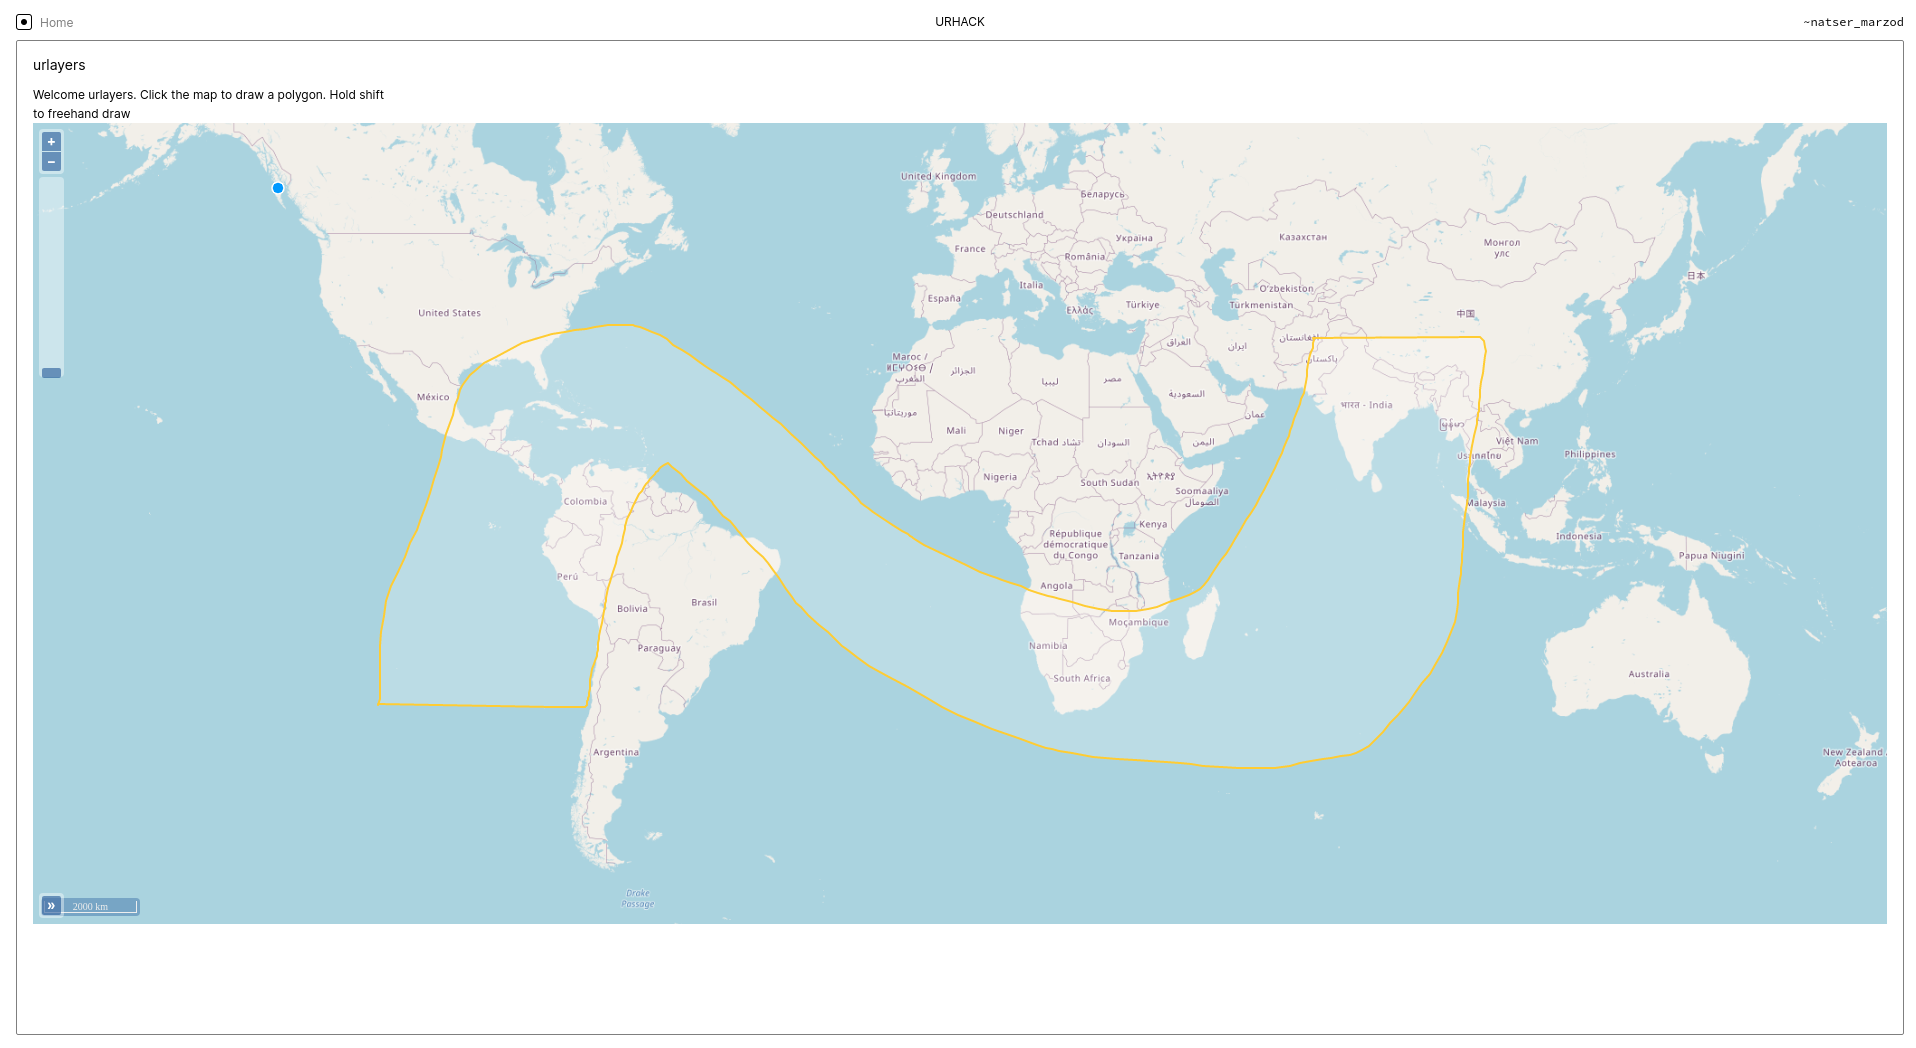 Home
URHACK
~natser_marzod
urlayers
Welcome urlayers. Click the map to draw a polygon. Hold shift
to freehand draw
+
−
United Kingdom
Беларусь
Deutschland
Україна
Казахстан
Монгол
улс
France
România
日本
Italia
O'zbekiston
España
Ελλάς
Türkiye
Türkmenistan
United States
中国
افغانستان
العراق
ایران
Maroc /
ⵍⵎⵖⵔⵉⴱ /
المغرب
پاکستان
الجزائر
ليبيا
مصر
México
السعودية
भारत - India
موريتانيا
عمان
Mali
Niger
Tchad تشاد
السودان
اليمن
Việt Nam
Philippines
ประเทศไทย
Nigeria
South Sudan
ኢትዮጵያ
Soomaaliya
الصومال
Colombia
Malaysia
Kenya
République
démocratique
du Congo
Indonesia
Tanzania
Papua Niugini
Perú
Angola
Bolivia
Brasil
Moçambique
Paraguay
Namibia
South Africa
Australia
Argentina
New Zealand
Aotearoa
Drake
Passage
»
2000 km